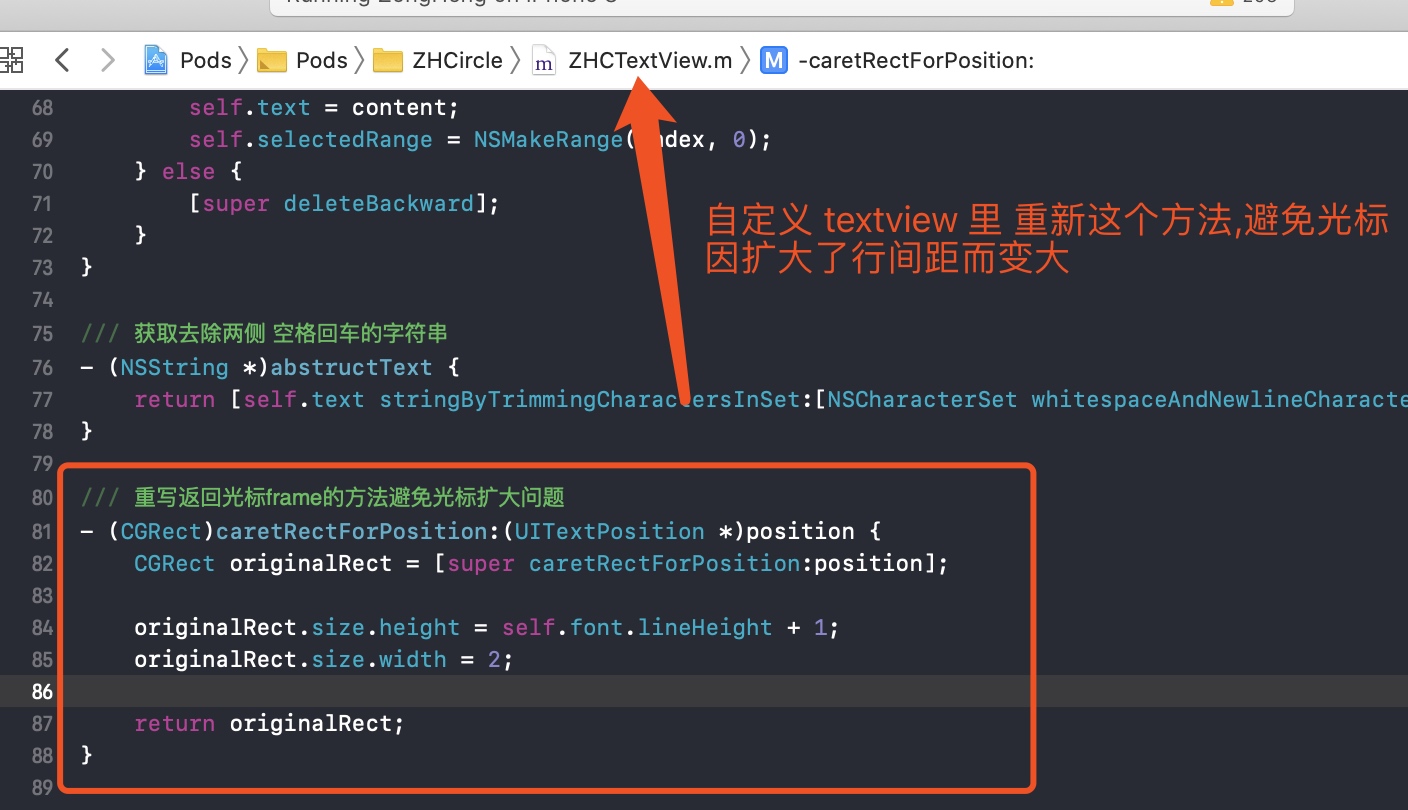 Pods Pods ZHCircle m ZHCTextView.m M -caretRectForPosition:
68 self.text = content;
69 self.selectedRange = NSMakeRange( ndex, 0);
70 } else {
71 [super deleteBackward];
72 }
73 }
自定义 textview 里 重新这个方法,避免光标
因扩大了行间距而变大
74
75 /// 获取去除两侧 空格回车的字符串
76 - (NSString *)abstructText {
77 return [self.text stringByTrimmingCharactersInSet:[NSCharacterSet whitespaceAndNewlineCharacte
78 }
79
80 /// 重写返回光标frame的方法避免光标扩大问题
81 - (CGRect)caretRectForPosition:(UITextPosition *)position {
82 CGRect originalRect = [super caretRectForPosition:position];
83
84 originalRect.size.height = self.font.lineHeight + 1;
85 originalRect.size.width = 2;
86
87 return originalRect;
88 }
89